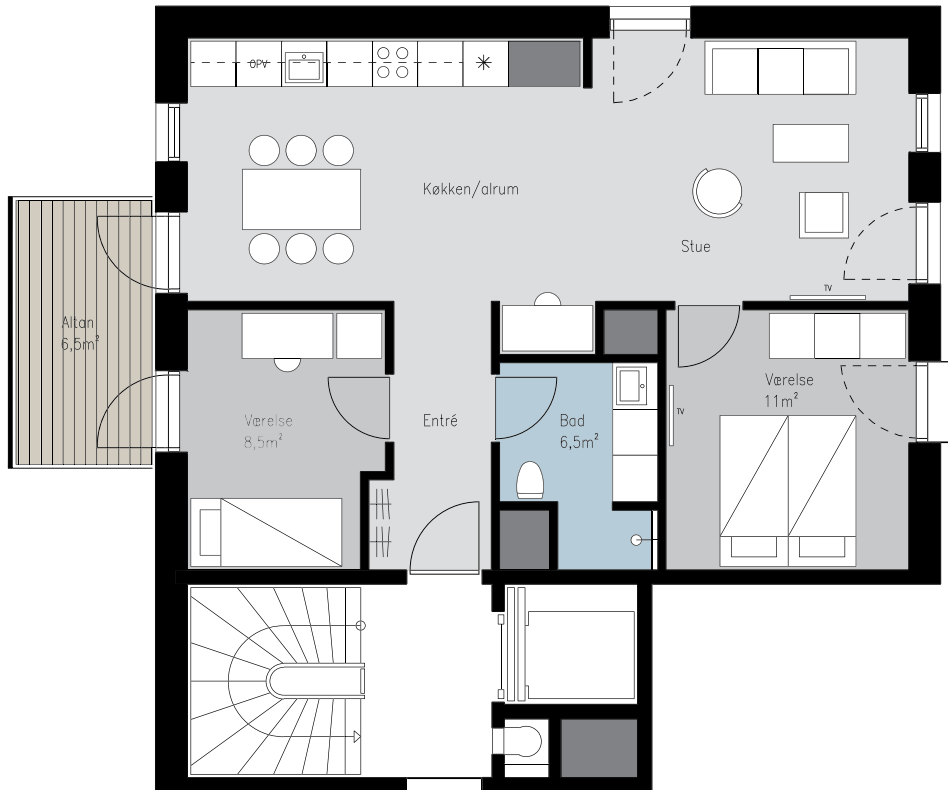 OPV
Køkken/alrum
Stue
TV
Altan
6,5m²
Værelse
8,5m²
Entré
Bad
6,5m²
TV
Værelse
11m²